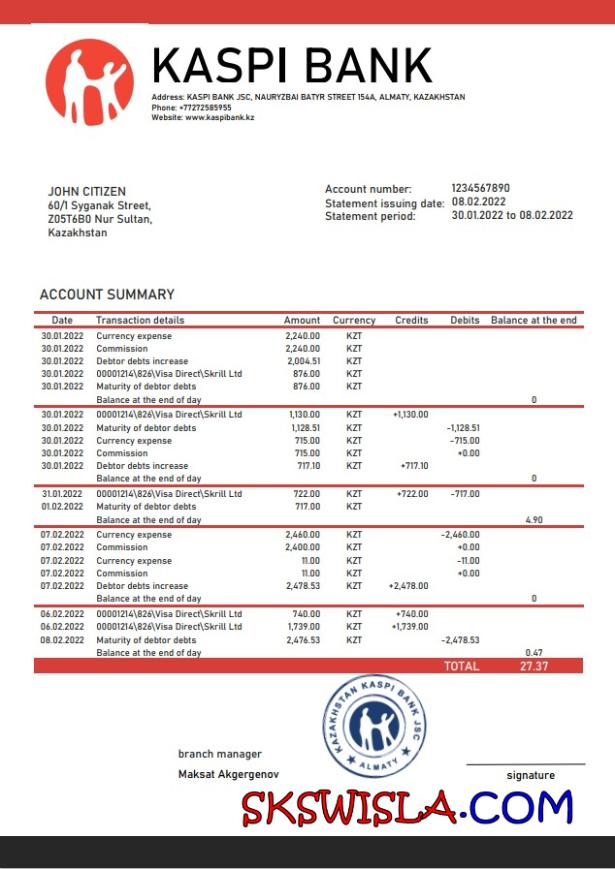 KASPI BANK
Address: KASPI BANK JSC, NAURYZBAI BATYR STREET 154A, ALMATY, KAZAKHSTAN
Phone: +77272585955
Website: www.kaspibank.kz
JOHN CITIZEN
60/1 Syganak Street,
Z05T6B0 Nur Sultan,
Kazakhstan
Account number: 1234567890
Statement issuing date: 08.02.2022
Statement period: 30.01.2022 to 08.02.2022
ACCOUNT SUMMARY
Date Transaction details Amount Currency Credits Debits Balance at the end
30.01.2022 Currency expense 2,240.00 KZT
30.01.2022 Commission 2,240.00 KZT
30.01.2022 Debtor debts increase 2,004.51 KZT
30.01.2022 00001214\826\Visa Direct\Skrill Ltd 876.00 KZT
30.01.2022 Maturity of debtor debts 876.00 KZT
Balance at the end of day 0
30.01.2022 00001214\826\Visa Direct\Skrill Ltd 1,130.00 KZT +1,130.00
30.01.2022 Maturity of debtor debts 1,128.51 KZT -1,128.51
30.01.2022 Currency expense 715.00 KZT -715.00
30.01.2022 Commission 715.00 KZT +0.00
30.01.2022 Debtor debts increase 717.10 KZT +717.10
Balance at the end of day 0
31.01.2022 00001214\826\Visa Direct\Skrill Ltd 722.00 KZT +722.00 -717.00
01.02.2022 Maturity of debtor debts 717.00 KZT
Balance at the end of day 4.90
07.02.2022 Currency expense 2,460.00 KZT -2,460.00
07.02.2022 Commission 2,400.00 KZT +0.00
07.02.2022 Currency expense 11.00 KZT -11.00
07.02.2022 Commission 11.00 KZT +0.00
07.02.2022 Debtor debts increase 2,478.53 KZT +2,478.00
Balance at the end of day 0
06.02.2022 00001214\826\Visa Direct\Skrill Ltd 740.00 KZT +740.00
06.02.2022 00001214\826\Visa Direct\Skrill Ltd 1,739.00 KZT +1,739.00
08.02.2022 Maturity of debtor debts 2,476.53 KZT -2,478.53
Balance at the end of day 0.47
TOTAL 27.37
KAZAKHSTAN KASPI BANK JSC
ALMATY
branch manager
Maksat Akgergenov
signature
SKSWISLA.COM